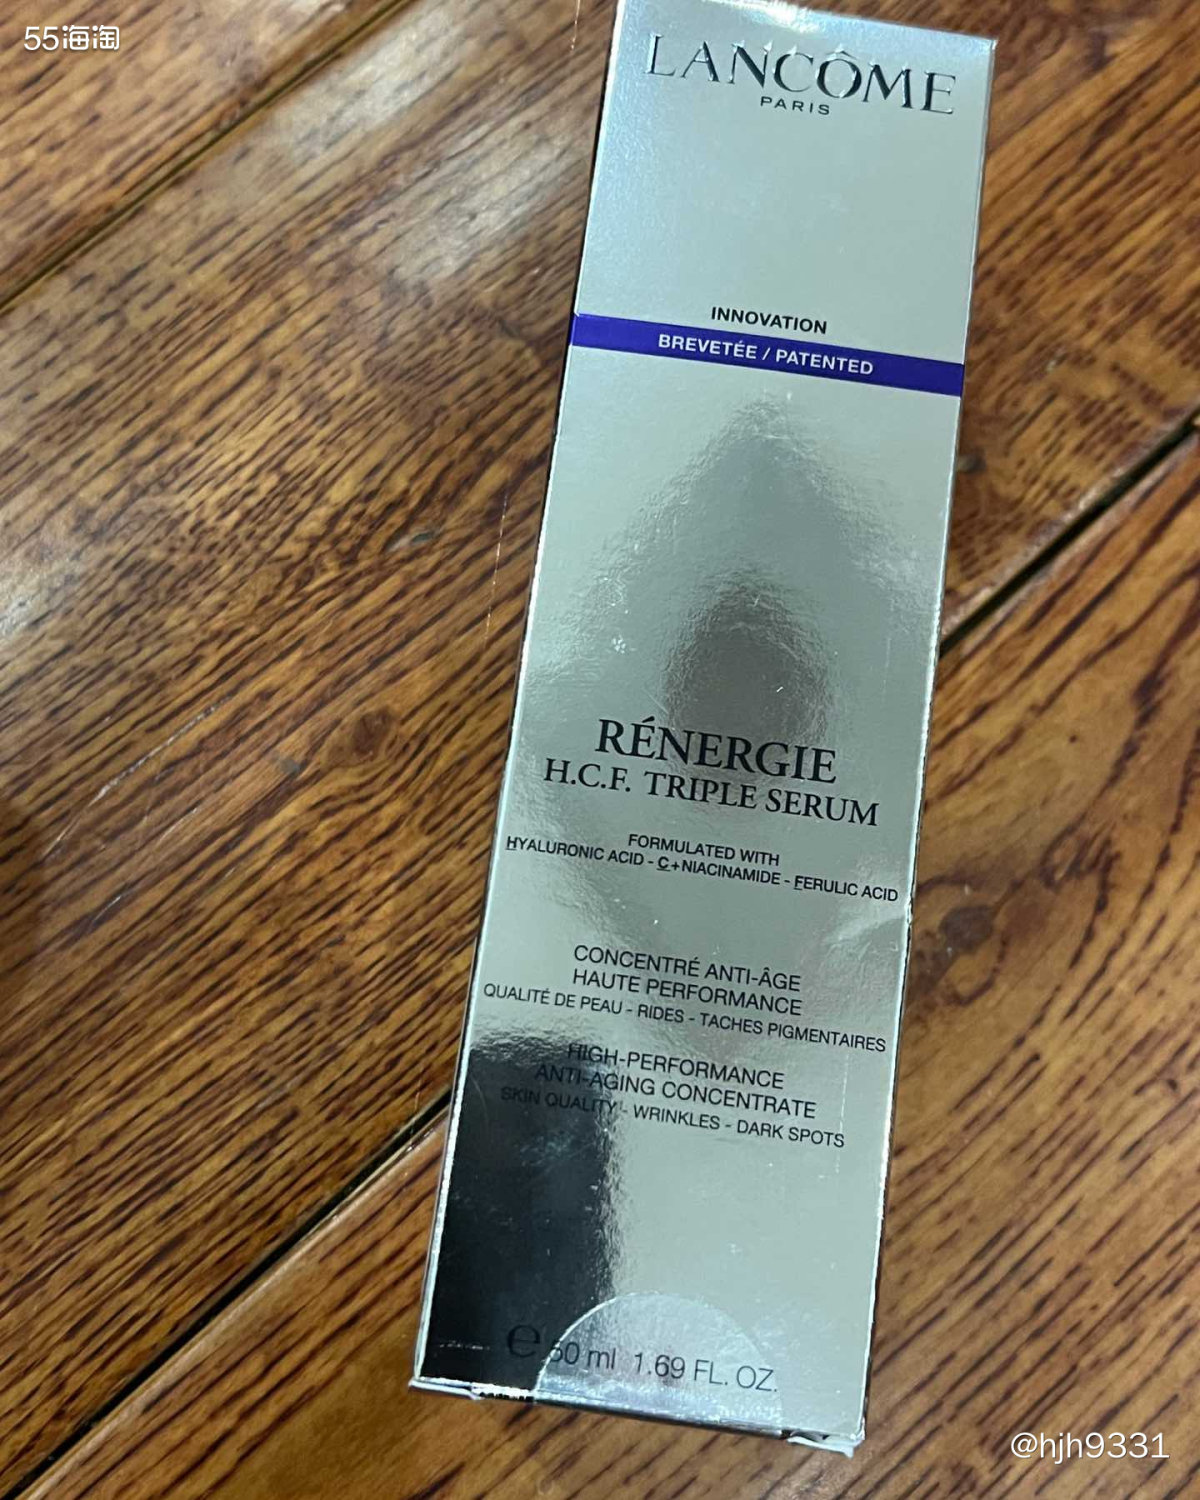 55海淘
LANCÔME
PARIS
INNOVATION
BREVETÉE / PATENTED
RÉNERGIE
H.C.F. TRIPLE SERUM
FORMULATED WITH
HYALURONIC ACID - C+NIACINAMIDE - FERULIC ACID
CONCENTRÉ ANTI-ÂGE
HAUTE PERFORMANCE
QUALITÉ DE PEAU - RIDES - TACHES PIGMENTAIRES
HIGH-PERFORMANCE
ANTI-AGING CONCENTRATE
SKIN QUALITY - WRINKLES - DARK SPOTS
℮ 50 ml 1.69 FL. OZ.
@hjh9331